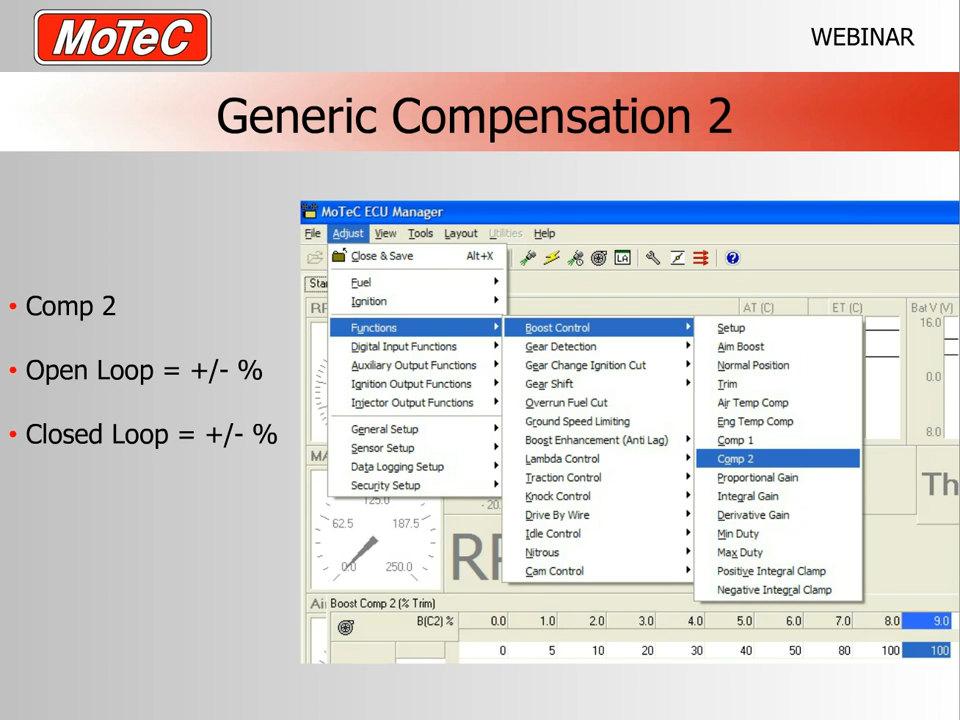 MoTeC
WEBINAR
Generic Compensation 2
• Comp 2
• Open Loop = +/- %
• Closed Loop = +/- %
MoTeC ECU Manager
File Adjust View Tools Layout Utilities Help
Close & Save Alt+X
Fuel
Ignition
Functions
Digital Input Functions
Auxiliary Output Functions
Ignition Output Functions
Injector Output Functions
General Setup
Sensor Setup
Data Logging Setup
Security Setup
Boost Control
Gear Detection
Gear Change Ignition Cut
Gear Shift
Overrun Fuel Cut
Ground Speed Limiting
Boost Enhancement (Anti Lag)
Lambda Control
Traction Control
Knock Control
Drive By Wire
Idle Control
Nitrous
Cam Control
Setup
Aim Boost
Normal Position
Trim
Air Temp Comp
Eng Temp Comp
Comp 1
Comp 2
Proportional Gain
Integral Gain
Derivative Gain
Min Duty
Max Duty
Positive Integral Clamp
Negative Integral Clamp
LA
AT (C) ET (C) Bat V (V)
16.0
0.0
8.0
Th
125.0
62.5 187.5
0.0 250.0
- 20.
Boost Comp 2 (% Trim)
B(C2) % 0.0 1.0 2.0 3.0 4.0 5.0 6.0 7.0 8.0 9.0
0 5 10 20 30 40 50 80 100 100